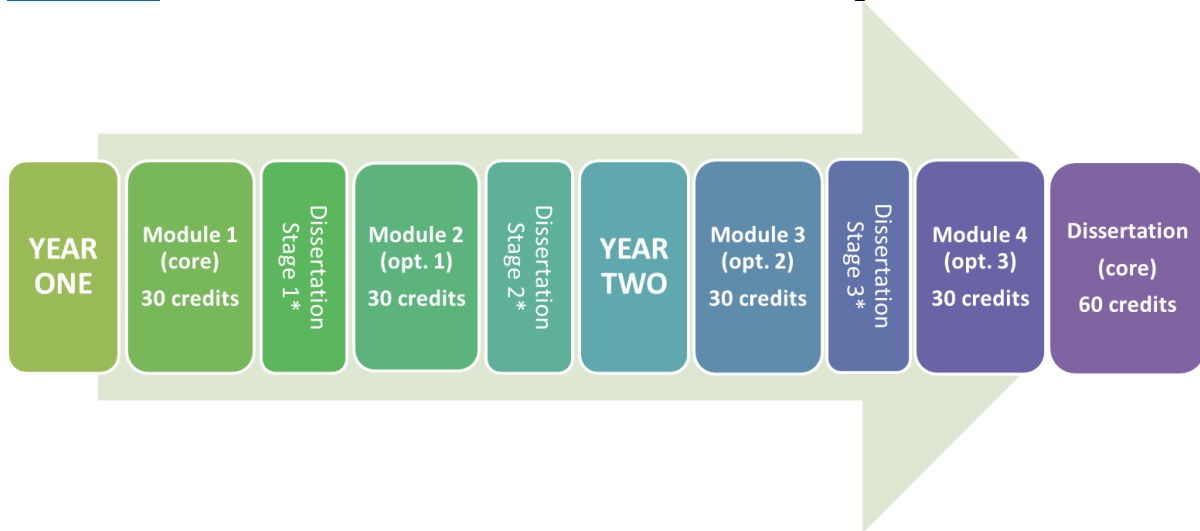 YEAR
ONE
Module 1
(core)
30 credits
Dissertation
Stage 1*
Module 2
(opt. 1)
30 credits
Dissertation
Stage 2*
YEAR
TWO
Module 3
(opt. 2)
30 credits
Dissertation
Stage 3*
Module 4
(opt. 3)
30 credits
Dissertation
(core)
60 credits